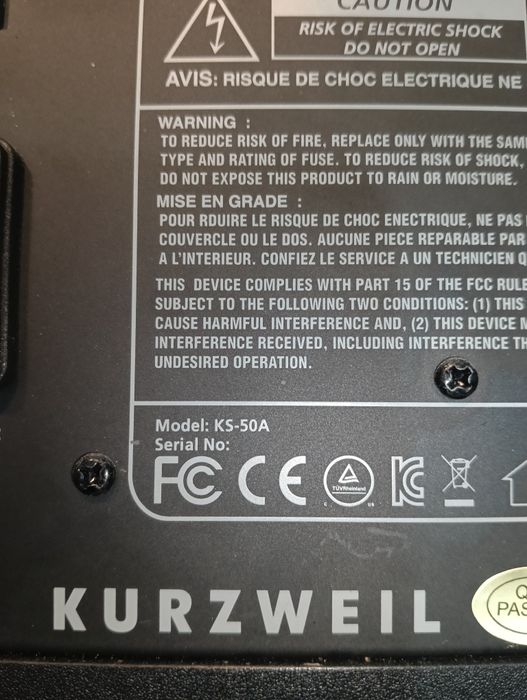 CAUTION
RISK OF ELECTRIC SHOCK
DO NOT OPEN
AVIS: RISQUE DE CHOC ELECTRIQUE NE
WARNING :
TO REDUCE RISK OF FIRE, REPLACE ONLY WITH THE SAM
TYPE AND RATING OF FUSE. TO REDUCE RISK OF SHOCK,
DO NOT EXPOSE THIS PRODUCT TO RAIN OR MOISTURE.
MISE EN GRADE :
POUR RDUIRE LE RISQUE DE CHOC ENECTRIQUE, NE PAS
COUVERCLE OU LE DOS. AUCUNE PIECE REPARABLE PAR
A L'INTERIEUR. CONFIEZ LE SERVICE A UN TECHNICIEN Q
THIS DEVICE COMPLIES WITH PART 15 OF THE FCC RULE
SUBJECT TO THE FOLLOWING TWO CONDITIONS: (1) THIS
CAUSE HARMFUL INTERFERENCE AND, (2) THIS DEVICE
INTERFERENCE RECEIVED, INCLUDING INTERFERENCE TH
UNDESIRED OPERATION.
Model: KS-50A
Serial No:
FC CE TÜVRheinland C US KC
KURZWEIL
Q
PAS